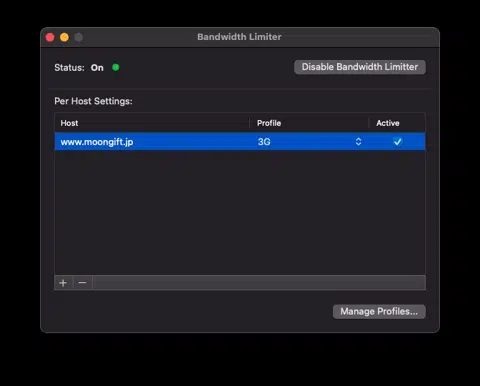 Bandwidth Limiter
Status: On Disable Bandwidth Limitter
Per Host Settings:
Host Profile Active
www.moongift.jp 3G
+ −
Manage Profiles...